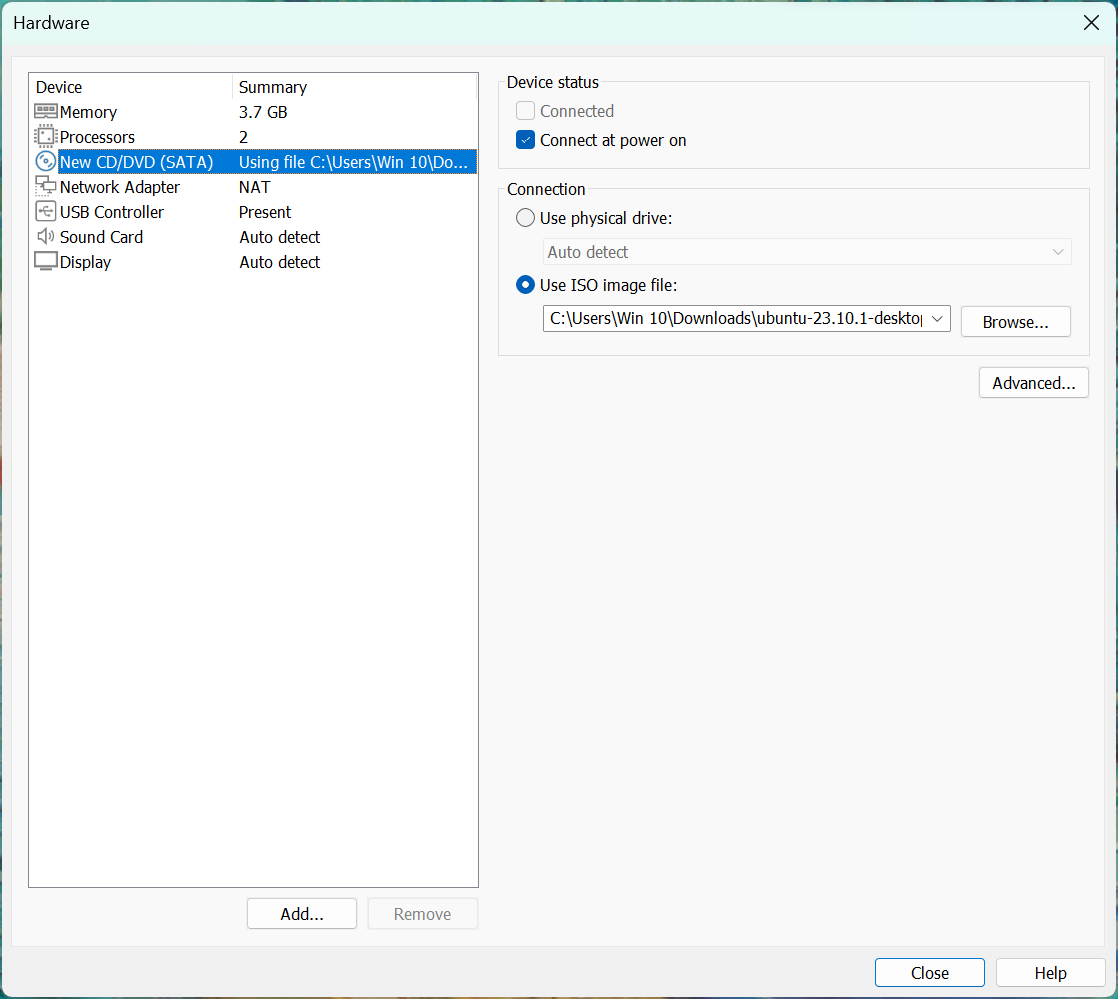 Hardware
Device Summary
Memory 3.7 GB
Processors 2
New CD/DVD (SATA) Using file C:\Users\Win 10\Do...
Network Adapter NAT
USB Controller Present
Sound Card Auto detect
Display Auto detect
Add... Remove
Device status
Connected
Connect at power on
Connection
Use physical drive:
Auto detect
Use ISO image file:
C:\Users\Win 10\Downloads\ubuntu-23.10.1-desktop Browse...
Advanced...
Close Help